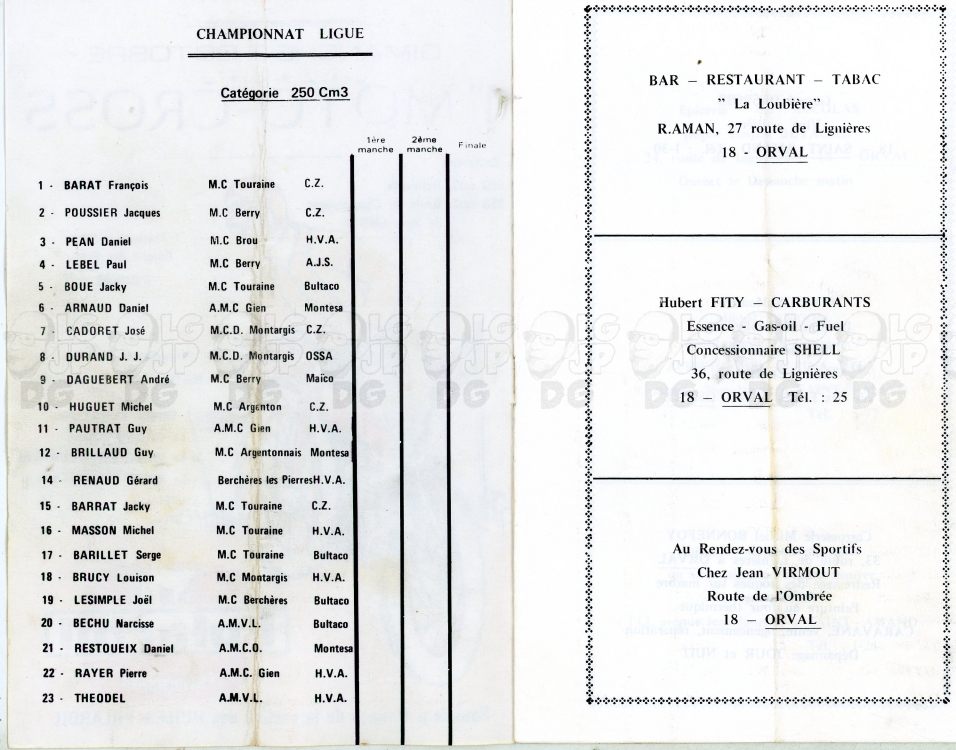 CHAMPIONNAT LIGUE
Catégorie 250 Cm3
1ère manche 2ème manche Finale
1 - BARAT François M.C Touraine C.Z.
2 - POUSSIER Jacques M.C Berry C.Z.
3 - PEAN Daniel M.C Brou H.V.A.
4 - LEBEL Paul M.C Berry A.J.S.
5 - BOUE Jacky M.C Touraine Bultaco
6 - ARNAUD Daniel A.M.C Gien Montesa
7 - CADORET José M.C.D. Montargis C.Z.
8 - DURAND J. J. M.C.D. Montargis OSSA
9 - DAGUEBERT André M.C Berry Maïco
10 - HUGUET Michel M.C Argenton C.Z.
11 - PAUTRAT Guy A.M.C Gien H.V.A.
12 - BRILLAUD Guy M.C Argentonnais Montesa
14 - RENAUD Gérard Berchères les Pierres H.V.A.
15 - BARRAT Jacky M.C Touraine C.Z.
16 - MASSON Michel M.C Touraine H.V.A.
17 - BARILLET Serge M.C Touraine Bultaco
18 - BRUCY Louison M.C Montargis H.V.A.
19 - LESIMPLE Joël M.C Berchères Bultaco
20 - BECHU Narcisse A.M.V.L. Bultaco
21 - RESTOUEIX Daniel A.M.C.O. Montesa
22 - RAYER Pierre A.M.C. Gien H.V.A.
23 - THEODEL A.M.V.L. H.V.A.
BAR – RESTAURANT – TABAC
" La Loubière"
R.AMAN, 27 route de Lignières
18 - ORVAL
Hubert FITY – CARBURANTS
Essence - Gas-oil - Fuel
Concessionnaire SHELL
36, route de Lignières
18 – ORVAL Tél. : 25
Au Rendez-vous des Sportifs
Chez Jean VIRMOUT
Route de l'Ombrée
18 – ORVAL
LG JP DG